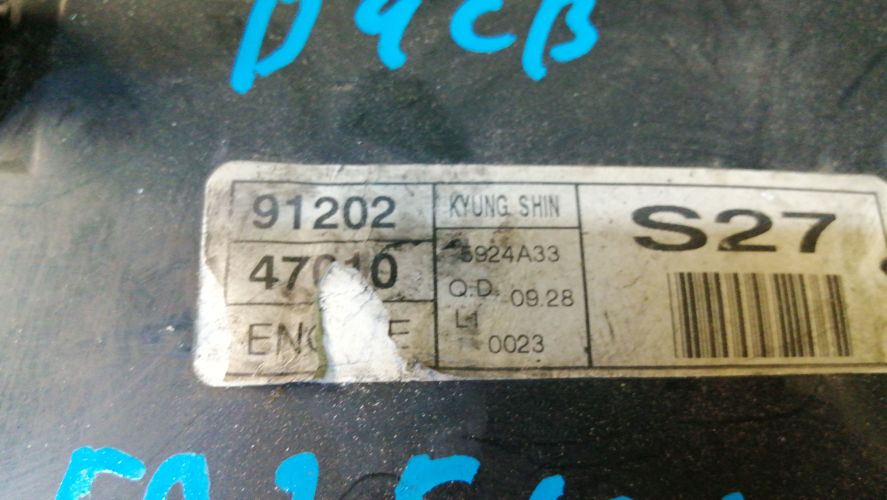 D4CB
91202
47010
KYUNG SHIN
5924A33
Q.D. 09.28
L1
0023
S27